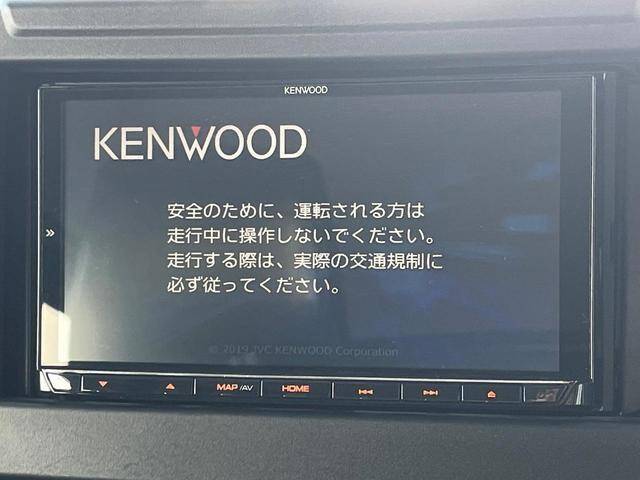 KENWOOD
KENWOOD
安全のために、運転される方は
走行中に操作しないでください。
走行する際は、実際の交通規制に
必ず従ってください。
© 2019 JVC KENWOOD Corporation
MAP /AV HOME